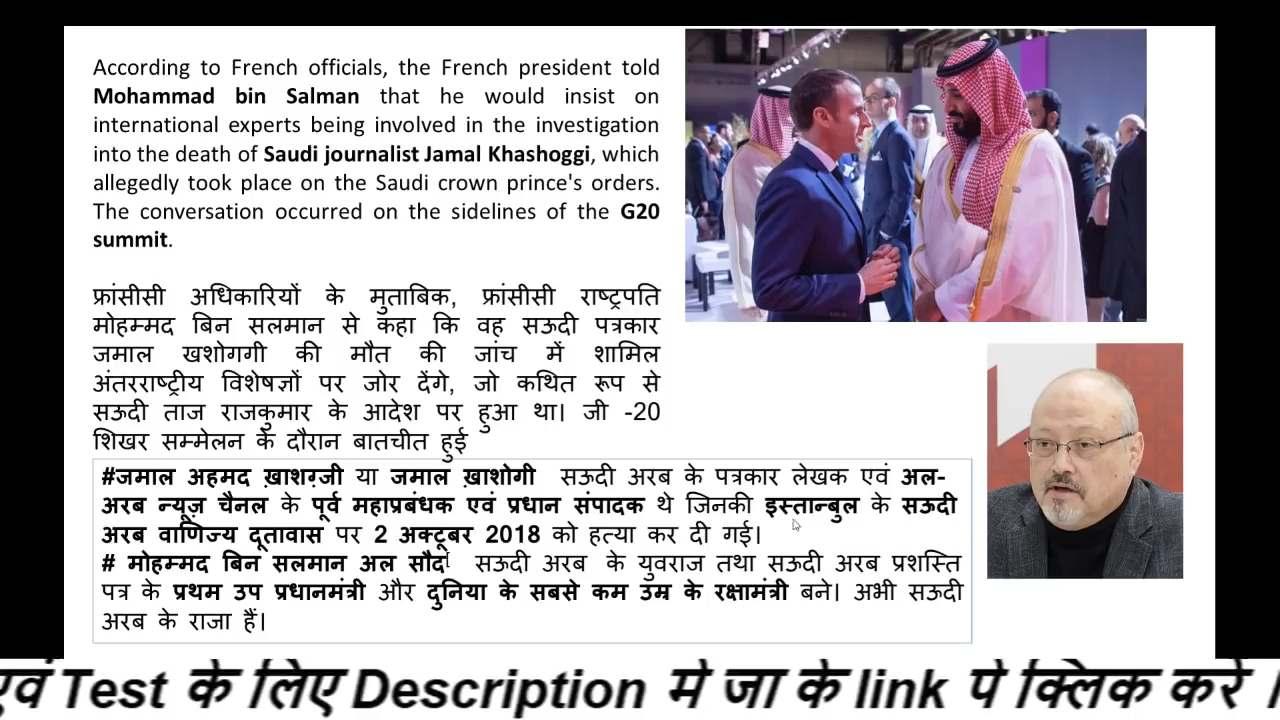 According to French officials, the French president told
Mohammad bin Salman that he would insist on
international experts being involved in the investigation
into the death of Saudi journalist Jamal Khashoggi, which
allegedly took place on the Saudi crown prince's orders.
The conversation occurred on the sidelines of the G20
summit.
फ्रांसीसी अधिकारियों के मुताबिक, फ्रांसीसी राष्ट्रपति
मोहम्मद बिन सलमान से कहा कि वह सऊदी पत्रकार
जमाल खशोगगी की मौत की जांच में शामिल
अंतरराष्ट्रीय विशेषज्ञों पर जोर देंगे, जो कथित रूप से
सऊदी ताज राजकुमार के आदेश पर हुआ था। जी -20
शिखर सम्मेलन के दौरान बातचीत हुई
#जमाल अहमद ख़ाशग़्जी या जमाल ख़ाशोगी सऊदी अरब के पत्रकार लेखक एवं अल-
अरब न्यूज़ चैनल के पूर्व महाप्रबंधक एवं प्रधान संपादक थे जिनकी इस्तान्बुल के सऊदी
अरब वाणिज्य दूतावास पर 2 अक्टूबर 2018 को हत्या कर दी गई।
# मोहम्मद बिन सलमान अल सौद सऊदी अरब के युवराज तथा सऊदी अरब प्रशस्ति
पत्र के प्रथम उप प्रधानमंत्री और दुनिया के सबसे कम उम्र के रक्षामंत्री बने। अभी सऊदी
अरब के राजा हैं।
एवं Test के लिए Description मे जा के link पे क्लिक करे ।